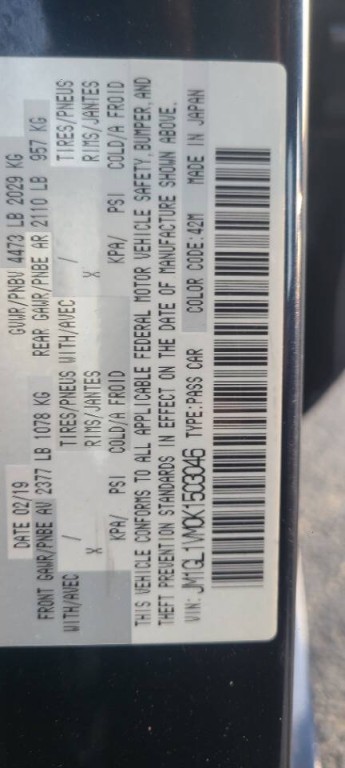 DATE 02/19 GVWR/PNBV 4473 LB 2029 KG
FRONT GAWR/PNBE AV 2377 LB 1078 KG REAR GAWR/PNBE AR 2110 LB 957 KG
WITH/AVEC / TIRES/PNEUS WITH/AVEC / TIRES/PNEUS
X RIMS/JANTES X RIMS/JANTES
KPA/ PSI COLD/A FROID KPA/ PSI COLD/A FROID
THIS VEHICLE CONFORMS TO ALL APPLICABLE FEDERAL MOTOR VEHICLE SAFETY, BUMPER, AND
THEFT PREVENTION STANDARDS IN EFFECT ON THE DATE OF MANUFACTURE SHOWN ABOVE.
VIN: JM1GL1VM0K1503046 TYPE:PASS CAR COLOR CODE:42M MADE IN JAPAN